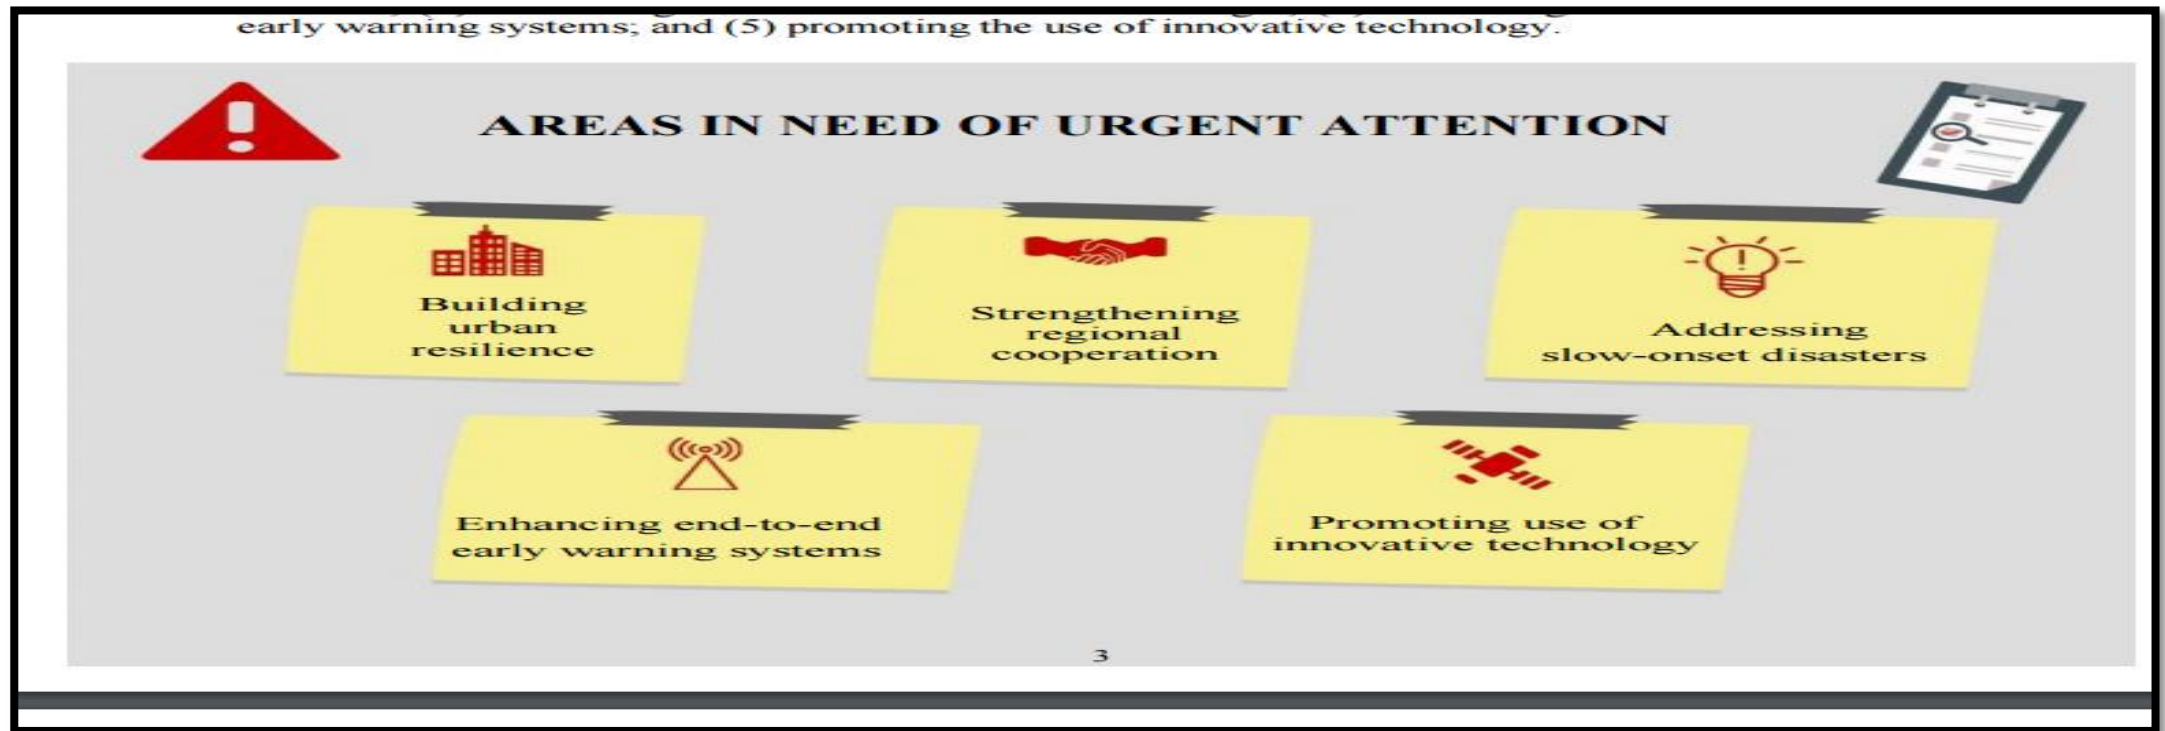 early warning systems; and (5) promoting the use of innovative technology.
AREAS IN NEED OF URGENT ATTENTION
Building
urban
resilience
Strengthening
regional
cooperation
Addressing
slow-onset disasters
Enhancing end-to-end
early warning systems
Promoting use of
innovative technology
3